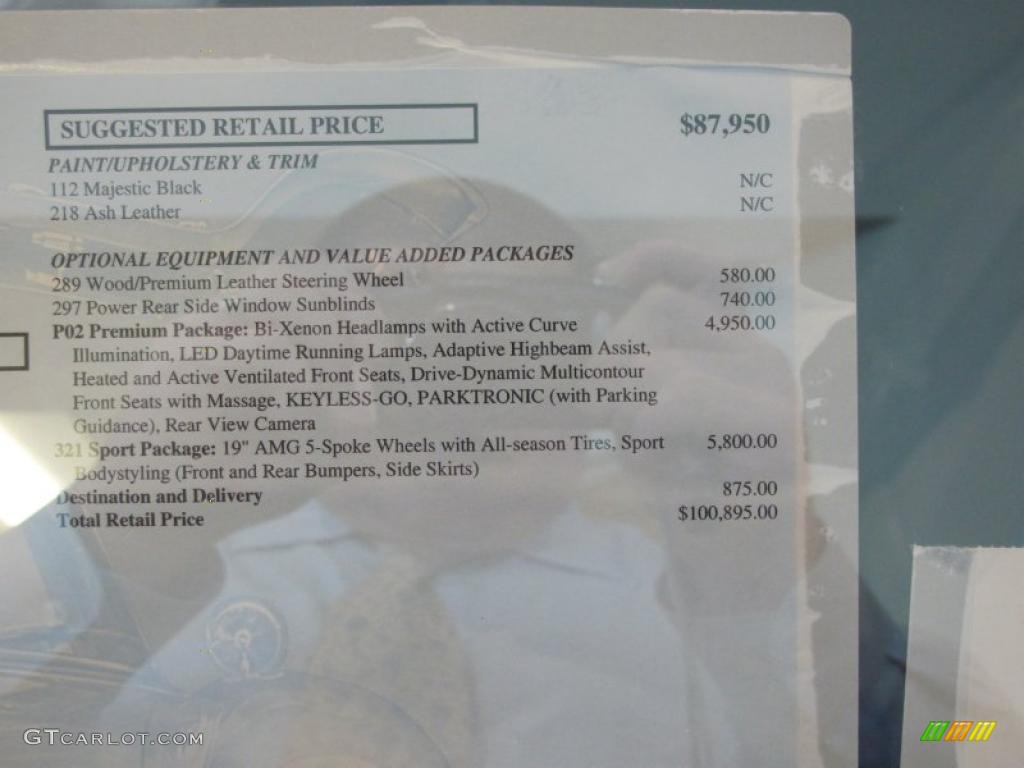 SUGGESTED RETAIL PRICE $87,950
PAINT/UPHOLSTERY & TRIM
112 Majestic Black N/C
218 Ash Leather N/C
OPTIONAL EQUIPMENT AND VALUE ADDED PACKAGES
289 Wood/Premium Leather Steering Wheel 580.00
297 Power Rear Side Window Sunblinds 740.00
P02 Premium Package: Bi-Xenon Headlamps with Active Curve 4,950.00
Illumination, LED Daytime Running Lamps, Adaptive Highbeam Assist,
Heated and Active Ventilated Front Seats, Drive-Dynamic Multicontour
Front Seats with Massage, KEYLESS-GO, PARKTRONIC (with Parking
Guidance), Rear View Camera
321 Sport Package: 19" AMG 5-Spoke Wheels with All-season Tires, Sport 5,800.00
Bodystyling (Front and Rear Bumpers, Side Skirts)
Destination and Delivery 875.00
Total Retail Price $100,895.00
GTCARLOT.COM